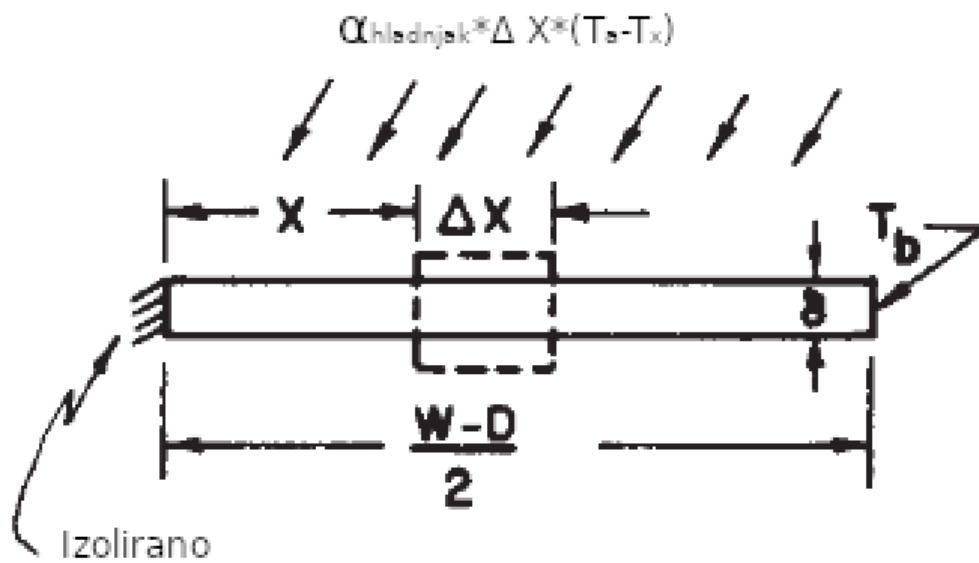 αhladnjak*Δ X*(Ta-Tx)
X
ΔX
Tb
δ
W-D
2
Izolirano